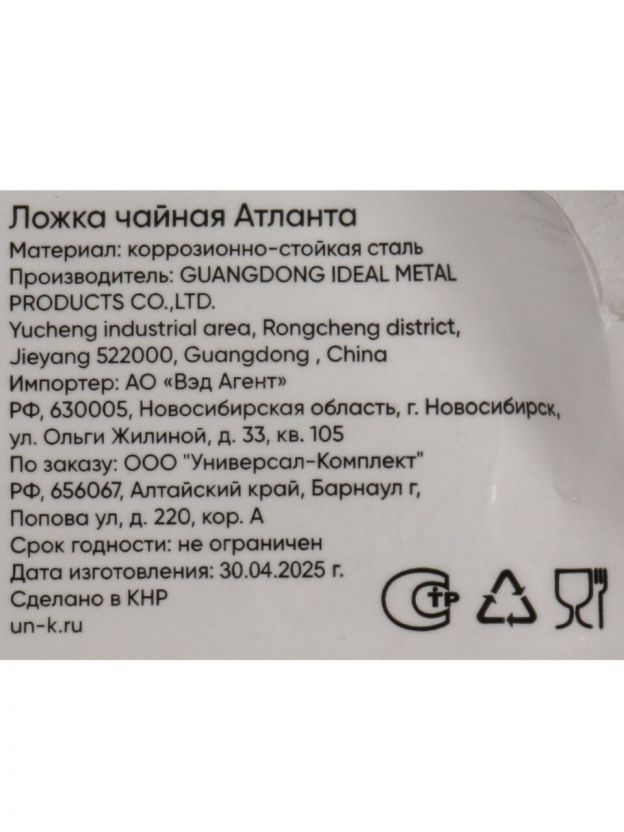 Ложка чайная Атланта
Материал: коррозионно-стойкая сталь
Производитель: GUANGDONG IDEAL METAL
PRODUCTS CO.,LTD.
Yucheng industrial area, Rongcheng district,
Jieyang 522000, Guangdong , China
Импортер: АО «Вэд Агент»
РФ, 630005, Новосибирская область, г. Новосибирск,
ул. Ольги Жилиной, д. 33, кв. 105
По заказу: ООО "Универсал-Комплект"
РФ, 656067, Алтайский край, Барнаул г,
Попова ул, д. 220, кор. А
Срок годности: не ограничен
Дата изготовления: 30.04.2025 г.
Сделано в КНР
un-k.ru